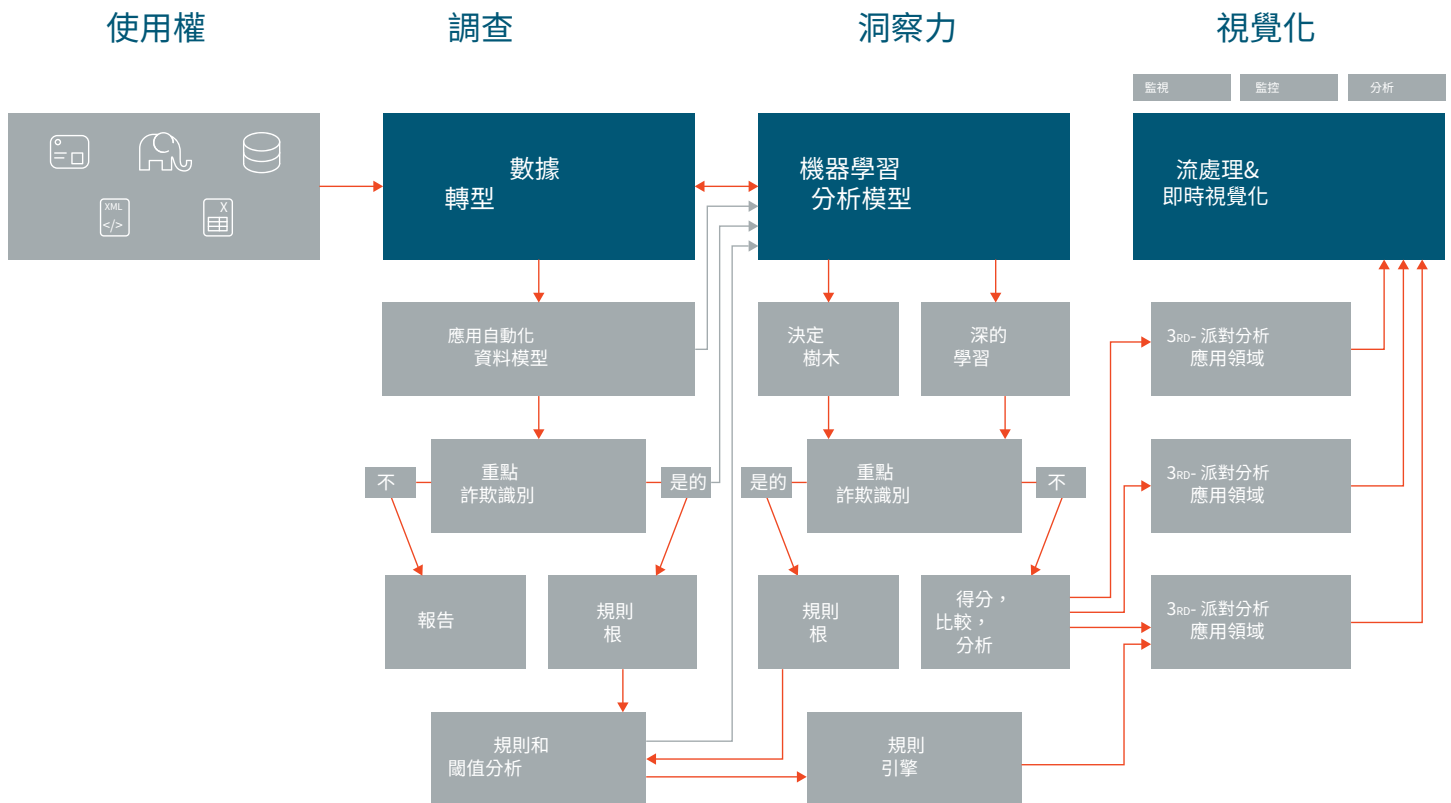 使用權
調查
洞察力
視覺化
監視
監控
分析
XML
</>
X
數據
轉型
機器學習
分析模型
流處理&
即時視覺化
應用自動化
資料模型
決定
樹木
深的
學習
3RD- 派對分析
應用領域
不
重點
詐欺識別
是的
是的
重點
詐欺識別
不
3RD- 派對分析
應用領域
報告
規則
根
規則
根
得分，
比較，
分析
3RD- 派對分析
應用領域
規則和
閾值分析
規則
引擎